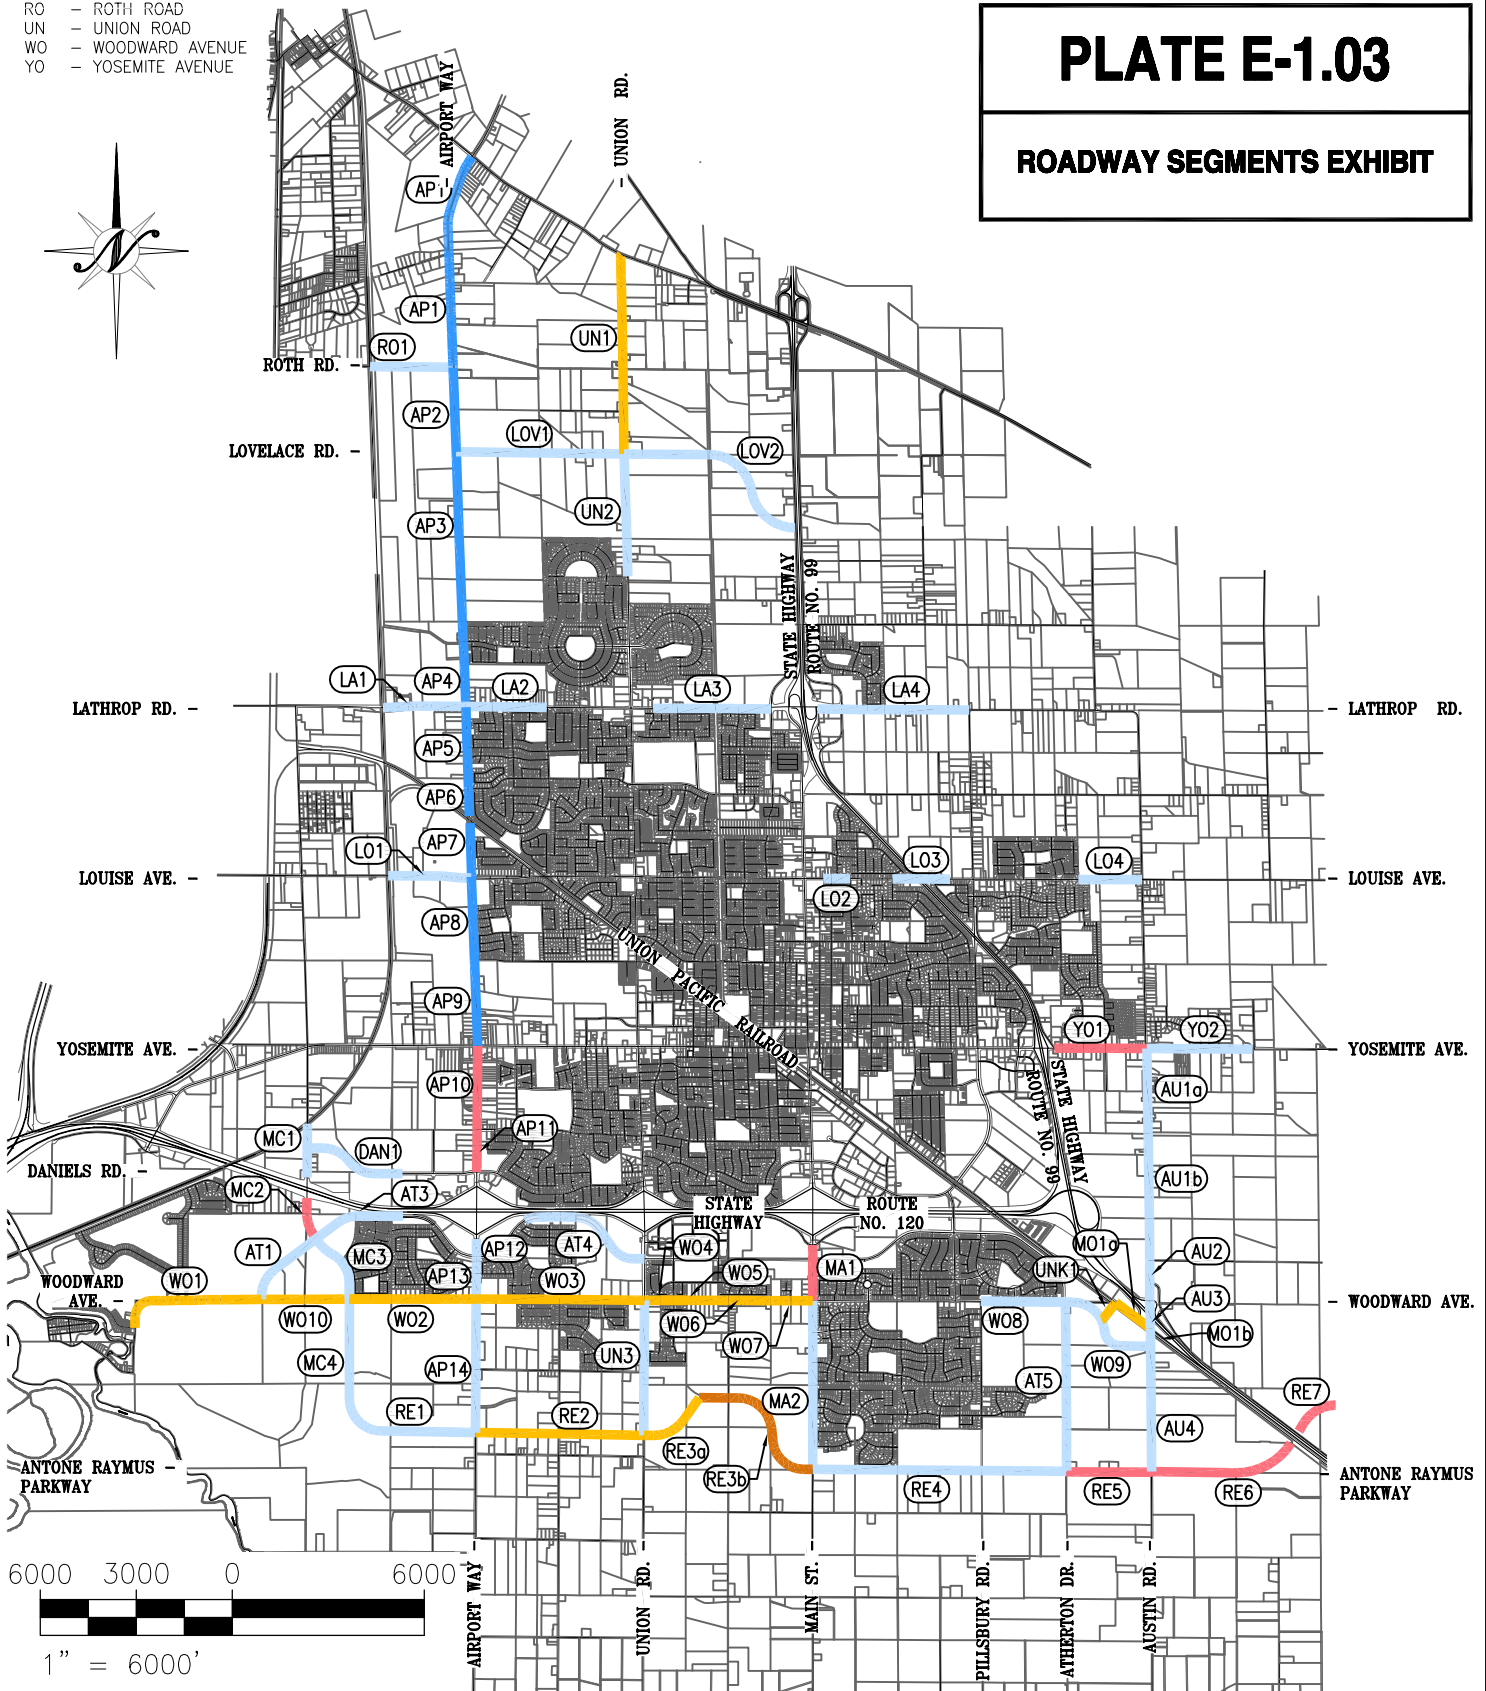 RO – ROTH ROAD
UN – UNION ROAD
WO – WOODWARD AVENUE
YO – YOSEMITE AVENUE
PLATE E-1.03
ROADWAY SEGMENTS EXHIBIT
N
AIRPORT WAY
UNION RD.
AP1
AP1
UN1
RO1
ROTH RD. –
AP2
LOV1
LOV2
LOVELACE RD. –
UN2
AP3
STATE HIGHWAY
ROUTE NO. 99
LA1
AP4
LA2
LA3
LA4
LATHROP RD. –
– LATHROP RD.
AP5
AP6
AP7
LO1
LO3
LO4
LOUISE AVE. –
– LOUISE AVE.
LO2
AP8
UNION PACIFIC RAILROAD
AP9
YO1
YO2
YOSEMITE AVE. –
– YOSEMITE AVE.
STATE HIGHWAY
ROUTE NO. 99
AP10
AU1a
AP11
MC1
DAN1
DANIELS RD. –
AU1b
MC2
AT3
STATE
HIGHWAY
ROUTE
NO. 120
AT1
MC3
AP12
AT4
WO4
MO1a
AU2
WO1
AP13
WO3
WO5
MA1
UNK1
WOODWARD
AVE. –
AU3
– WOODWARD AVE.
WO10
WO2
WO6
WO8
WO7
MO1b
MC4
AP14
UN3
WO9
AT5
RE7
MA2
RE1
RE2
AU4
RE3a
RE3b
ANTONE RAYMUS –
PARKWAY
– ANTONE RAYMUS
PARKWAY
RE4
RE5
RE6
6000 3000 0 6000
1" = 6000'
AIRPORT WAY
UNION RD.
MAIN ST.
PILLSBURY RD.
ATHERTON DR.
AUSTIN RD.